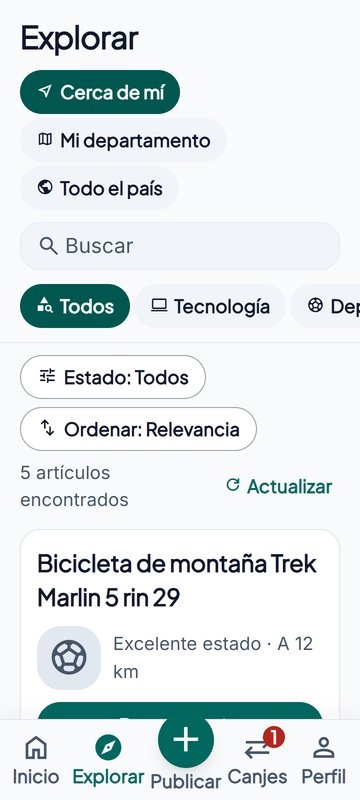 Explorar
Cerca de mí
Mi departamento
Todo el país
Buscar
Todos
Tecnología
Estado: Todos
Ordenar: Relevancia
5 artículos
encontrados
Actualizar
Bicicleta de montaña Trek
Marlin 5 rin 29
Excelente estado · A 12
km
1
Inicio
Explorar
Publicar
Canjes
Perfil